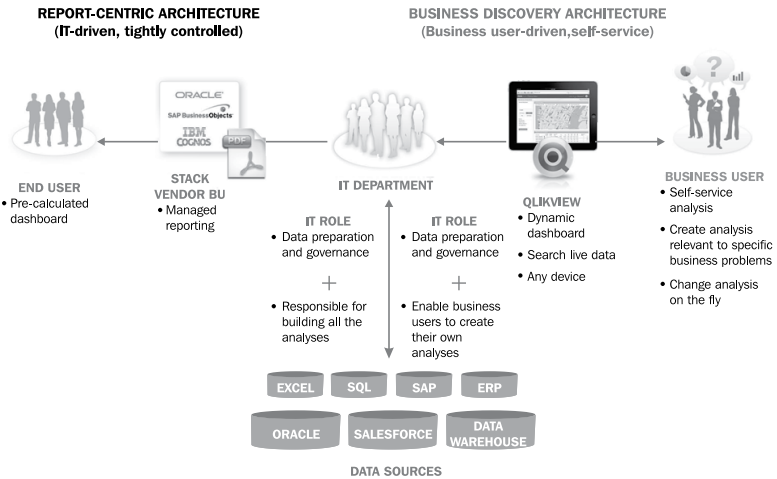 REPORT-CENTRIC ARCHITECTURE
(IT-driven, tightly controlled)
BUSINESS DISCOVERY ARCHITECTURE
(Business user-driven,self-service)
ORACLE
SAP BusinessObjects
IBM
COGNOS
PDF
?
END USER
• Pre-calculated
dashboard
STACK
VENDOR BU
• Managed
reporting
IT DEPARTMENT
QLIKVIEW
• Dynamic
dashboard
• Search live data
• Any device
BUSINESS USER
• Self-service
analysis
• Create analysis
relevant to specific
business problems
• Change analysis
on the fly
IT ROLE
• Data preparation
and governance
+
• Responsible for
building all the
analyses
IT ROLE
• Data preparation
and governance
+
• Enable business
users to create
their own
analyses
EXCEL
SQL
SAP
ERP
ORACLE
SALESFORCE
DATA
WAREHOUSE
DATA SOURCES